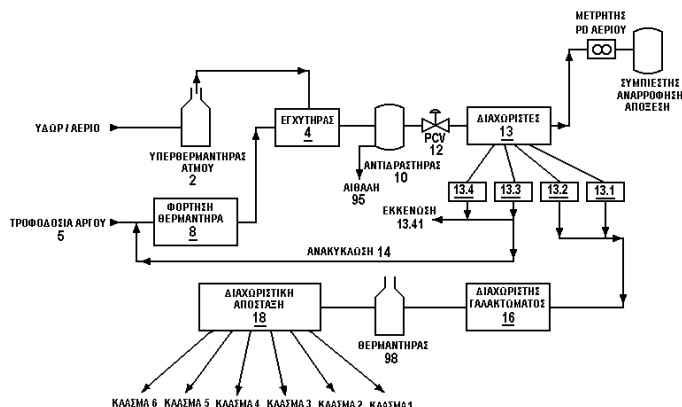 ΜΕΤΡΗΤΗΣ
PD ΑΕΡΙΟΥ
ΣΥΜΠΙΕΣΤΗΣ
ΑΝΑΡΡΟΦΗΣΗ
ΑΠΟΞΕΣΗ
ΥΔΩΡ / ΑΕΡΙΟ
ΥΠΕΡΘΕΡΜΑΝΤΗΡΑΣ
ΑΤΜΟΥ
2
ΕΓΧΥΤΗΡΑΣ
4
ΑΝΤΙΔΡΑΣΤΗΡΑΣ
10
PCV
12
ΔΙΑΧΩΡΙΣΤΕΣ
13
ΑΙΘΑΛΗ
95
13.4
13.3
13.2
13.1
ΕΚΚΕΝΩΣΗ
13.41
ΤΡΟΦΟΔΟΣΙΑ ΑΡΓΟΥ
5
ΦΟΡΤΗΣΗ
ΘΕΡΜΑΝΤΗΡΑ
8
ΑΝΑΚΥΚΛΩΣΗ 14
ΔΙΑΧΩΡΙΣΤΙΚΗ
ΑΠΟΣΤΑΞΗ
18
ΘΕΡΜΑΝΤΗΡΑΣ
98
ΔΙΑΧΩΡΙΣΤΗΣ
ΓΑΛΑΚΤΩΜΑΤΟΣ
16
ΚΛΑΣΜΑ 6
ΚΛΑΣΜΑ 5
ΚΛΑΣΜΑ 4
ΚΛΑΣΜΑ 3
ΚΛΑΣΜΑ 2
ΚΛΑΣΜΑ 1